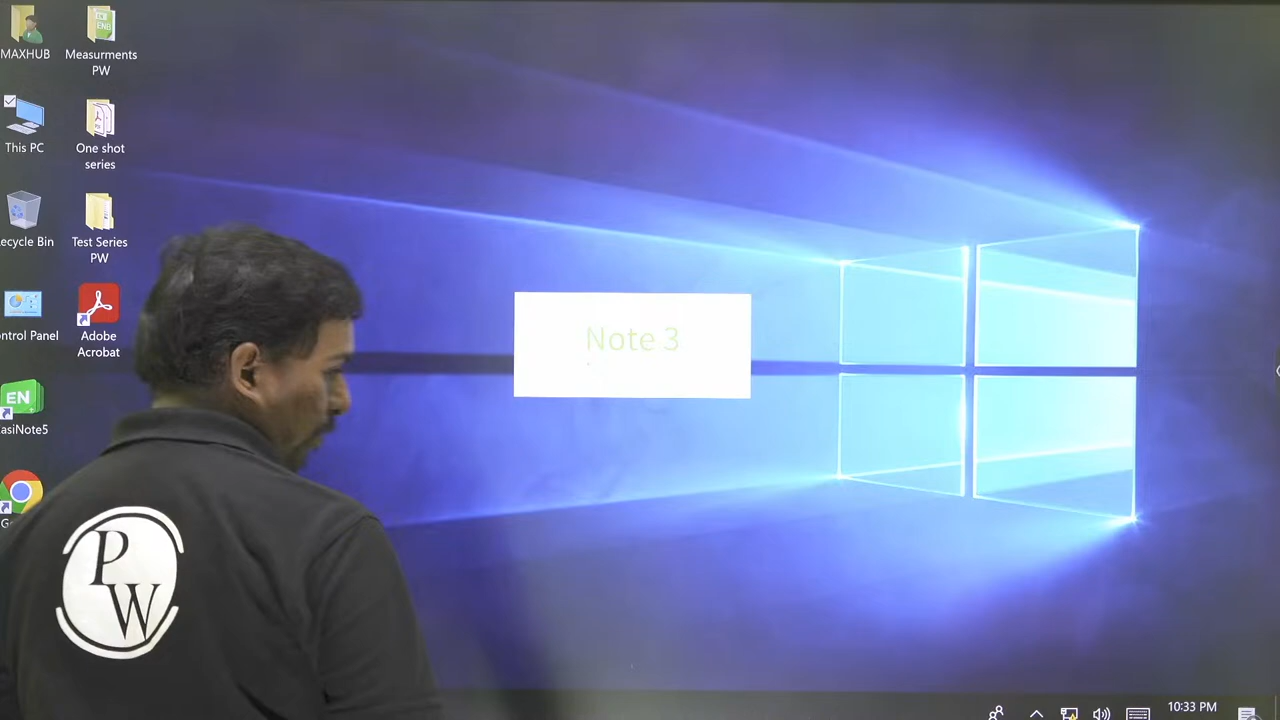 MAXHUB
Measurments
PW
This PC
One shot
series
ecycle Bin
Test Series
PW
ontrol Panel
Adobe
Acrobat
EN
asiNote5
Note 3
PW
10:33 PM